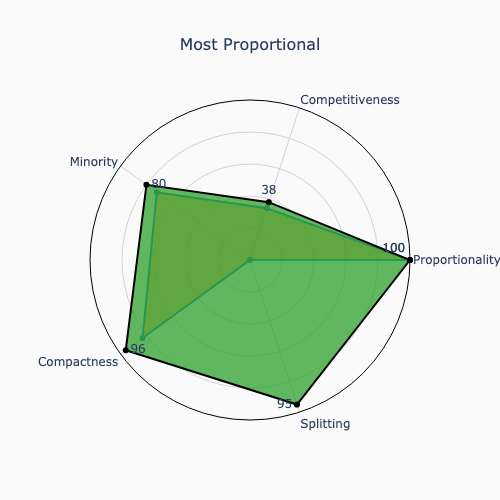 Most Proportional
Competitiveness
Minority
80
38
100
Proportionality
Compactness
96
95
Splitting